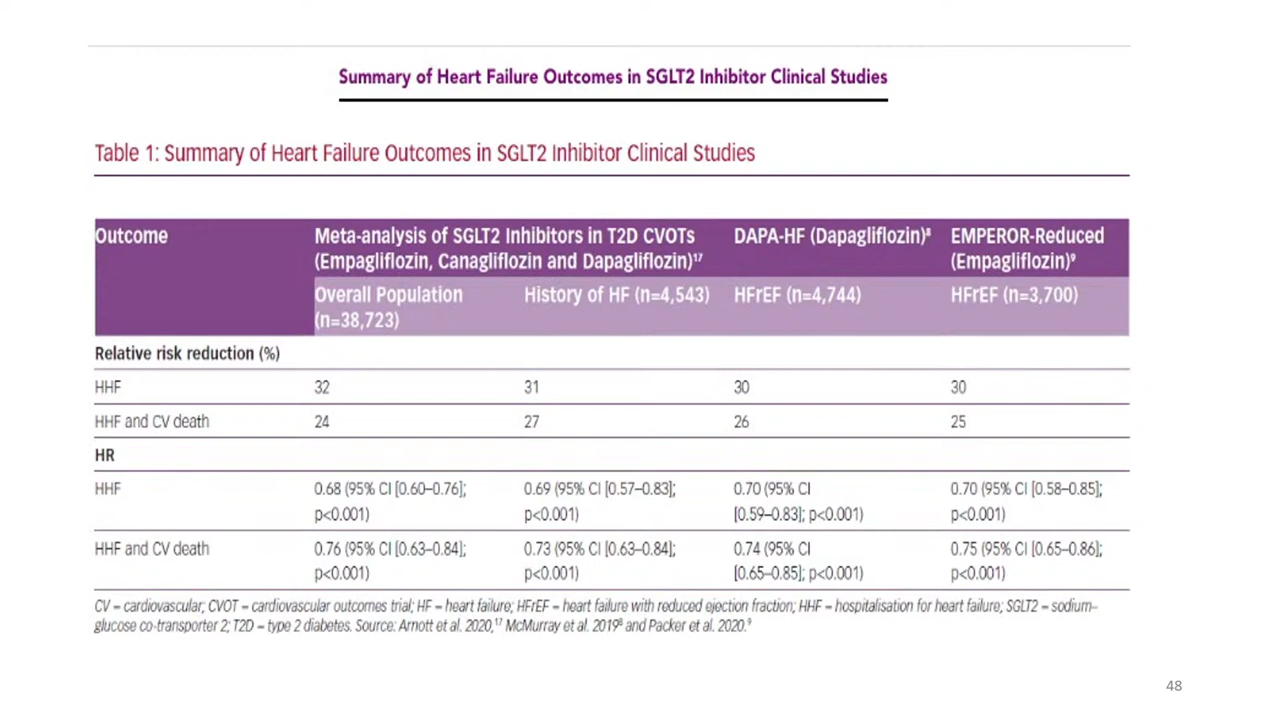 Summary of Heart Failure Outcomes in SGLT2 Inhibitor Clinical Studies
Table 1: Summary of Heart Failure Outcomes in SGLT2 Inhibitor Clinical Studies
Outcome Meta-analysis of SGLT2 Inhibitors in T2D CVOTs DAPA-HF (Dapagliflozin)⁸ EMPEROR-Reduced
(Empagliflozin, Canagliflozin and Dapagliflozin)¹⁷ (Empagliflozin)⁹
Overall Population History of HF (n=4,543) HFrEF (n=4,744) HFrEF (n=3,700)
(n=38,723)
Relative risk reduction (%)
HHF 32 31 30 30
HHF and CV death 24 27 26 25
HR
HHF 0.68 (95% CI [0.60–0.76]; 0.69 (95% CI [0.57–0.83]; 0.70 (95% CI 0.70 (95% CI [0.58–0.85];
p<0.001) p<0.001) [0.59–0.83]; p<0.001) p<0.001)
HHF and CV death 0.76 (95% CI [0.63–0.84]; 0.73 (95% CI [0.63–0.84]; 0.74 (95% CI 0.75 (95% CI [0.65–0.86];
p<0.001) p<0.001) [0.65–0.85]; p<0.001) p<0.001)
CV = cardiovascular; CVOT = cardiovascular outcomes trial; HF = heart failure; HFrEF = heart failure with reduced ejection fraction; HHF = hospitalisation for heart failure; SGLT2 = sodium–
glucose co-transporter 2; T2D = type 2 diabetes. Source: Arnott et al. 2020,¹⁷ McMurray et al. 2019⁸ and Packer et al. 2020.⁹
48